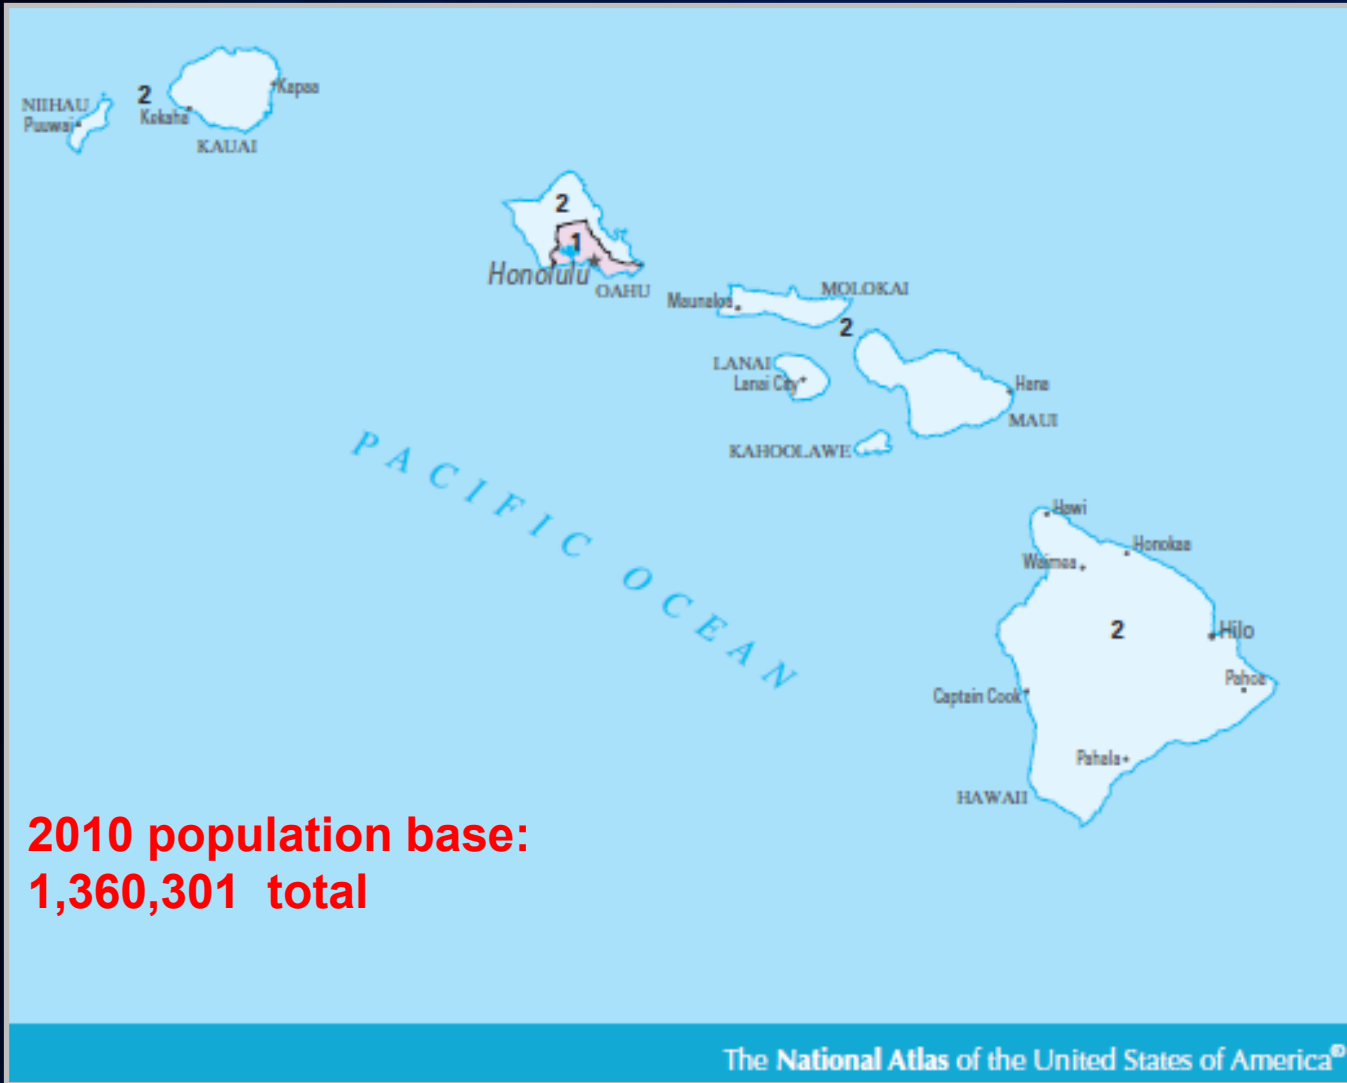 Kapaa
2
NIIHAU
Puuwai
Kekaha
KAUAI
2
1
Honolulu
OAHU
MOLOKAI
Maunaloa
2
LANAI
Lanai City
Hana
MAUI
KAHOOLAWE
PACIFIC OCEAN
Hawi
Honokaa
Waimea
2
Hilo
Pahoa
Captain Cook
Pahala
HAWAII
2010 population base:
1,360,301 total
The National Atlas of the United States of America®